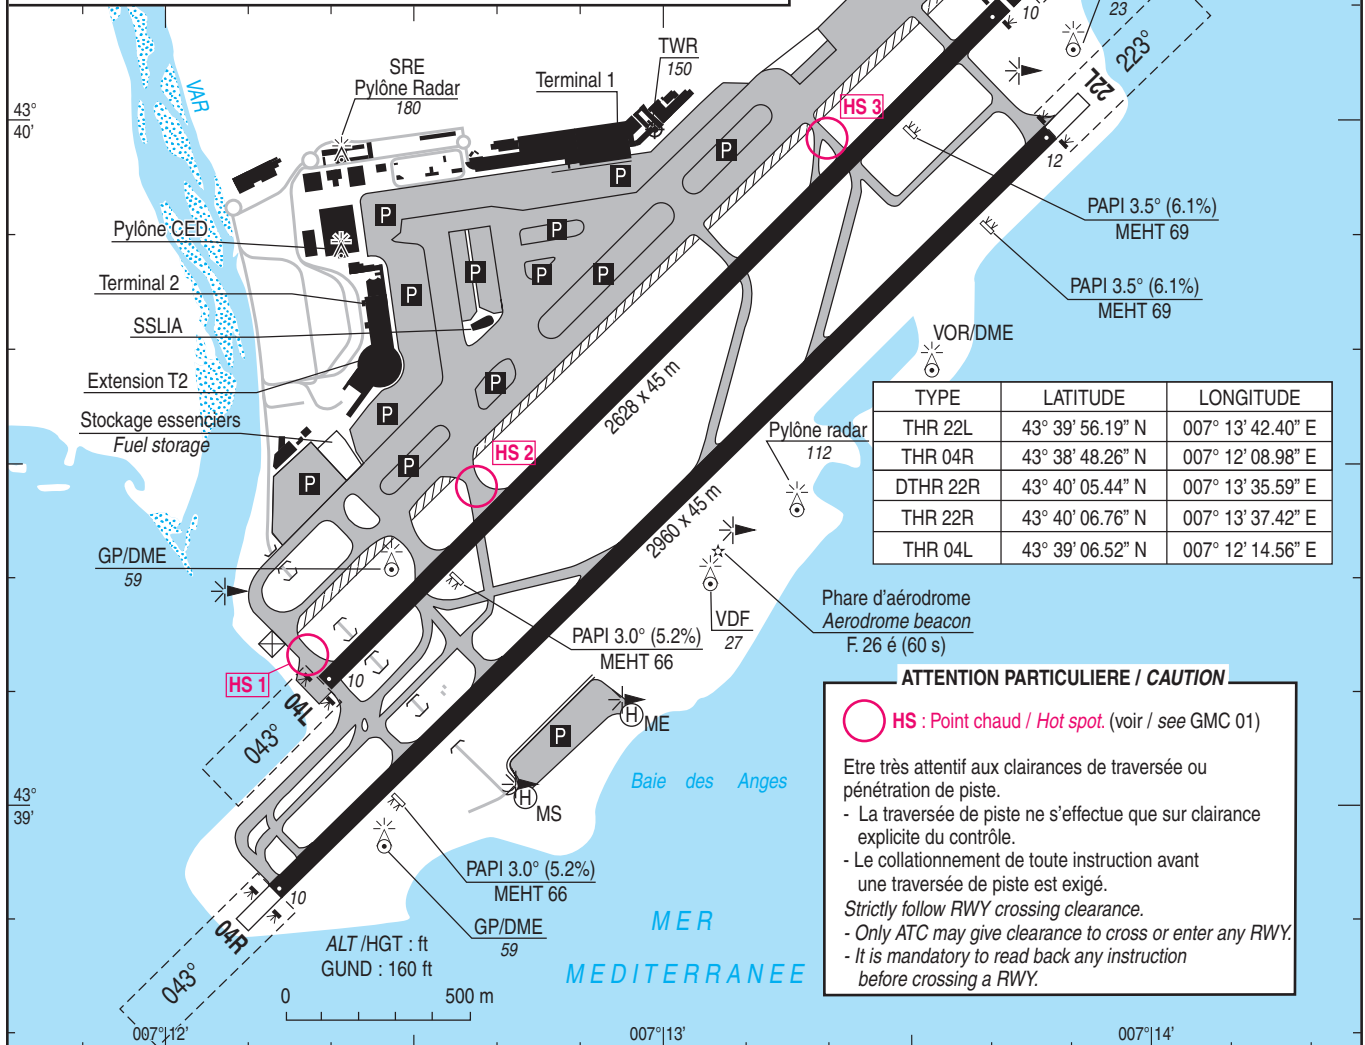 10
23
223°
22L
VAR
SRE
Pylône Radar
180
TWR
150
Terminal 1
HS 3
43°
40'
12
P
P
P
PAPI 3.5° (6.1%)
MEHT 69
Pylône CED
P
P
P
P
Terminal 2
P
PAPI 3.5° (6.1%)
MEHT 69
SSLIA
VOR/DME
Extension T2
P
2628 x 45 m
Stockage essenciers
Fuel storage
P
HS 2
P
P
Pylône radar
112
TYPE LATITUDE LONGITUDE
THR 22L 43° 39' 56.19" N 007° 13' 42.40" E
THR 04R 43° 38' 48.26" N 007° 12' 08.98" E
DTHR 22R 43° 40' 05.44" N 007° 13' 35.59" E
THR 22R 43° 40' 06.76" N 007° 13' 37.42" E
THR 04L 43° 39' 06.52" N 007° 12' 14.56" E
2960 x 45 m
GP/DME
59
VDF
27
Phare d'aérodrome
Aerodrome beacon
F. 26 é (60 s)
PAPI 3.0° (5.2%)
MEHT 66
HS 1
10
04L
043°
H ME
P
H MS
Baie des Anges
43°
39'
ATTENTION PARTICULIERE / CAUTION
HS : Point chaud / Hot spot. (voir / see GMC 01)
Etre très attentif aux clairances de traversée ou
pénétration de piste.
- La traversée de piste ne s'effectue que sur clairance
explicite du contrôle.
- Le collationnement de toute instruction avant
une traversée de piste est exigé.
Strictly follow RWY crossing clearance.
- Only ATC may give clearance to cross or enter any RWY.
- It is mandatory to read back any instruction
before crossing a RWY.
PAPI 3.0° (5.2%)
MEHT 66
10
GP/DME
59
04R
043°
ALT /HGT : ft
GUND : 160 ft
0 500 m
MER
MEDITERRANEE
007° 12'
007° 13'
007° 14'